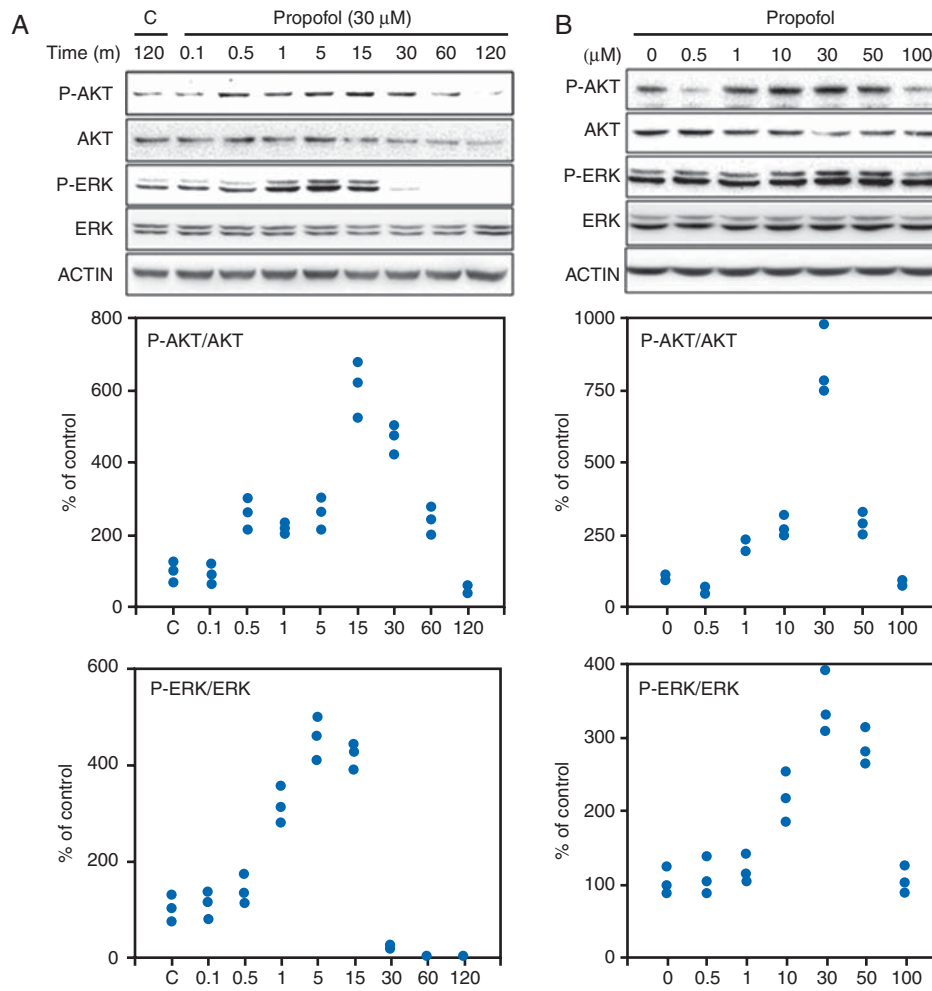 A
C Propofol (30 μM)
Time (m) 120 0.1 0.5 1 5 15 30 60 120
P-AKT
AKT
P-ERK
ERK
ACTIN
800
600
400
200
0
% of control
P-AKT/AKT
C 0.1 0.5 1 5 15 30 60 120
600
400
200
0
% of control
P-ERK/ERK
C 0.1 0.5 1 5 15 30 60 120
B
Propofol
(μM) 0 0.5 1 10 30 50 100
P-AKT
AKT
P-ERK
ERK
ACTIN
1000
750
500
250
0
% of control
P-AKT/AKT
0 0.5 1 10 30 50 100
400
300
200
100
0
% of control
P-ERK/ERK
0 0.5 1 10 30 50 100